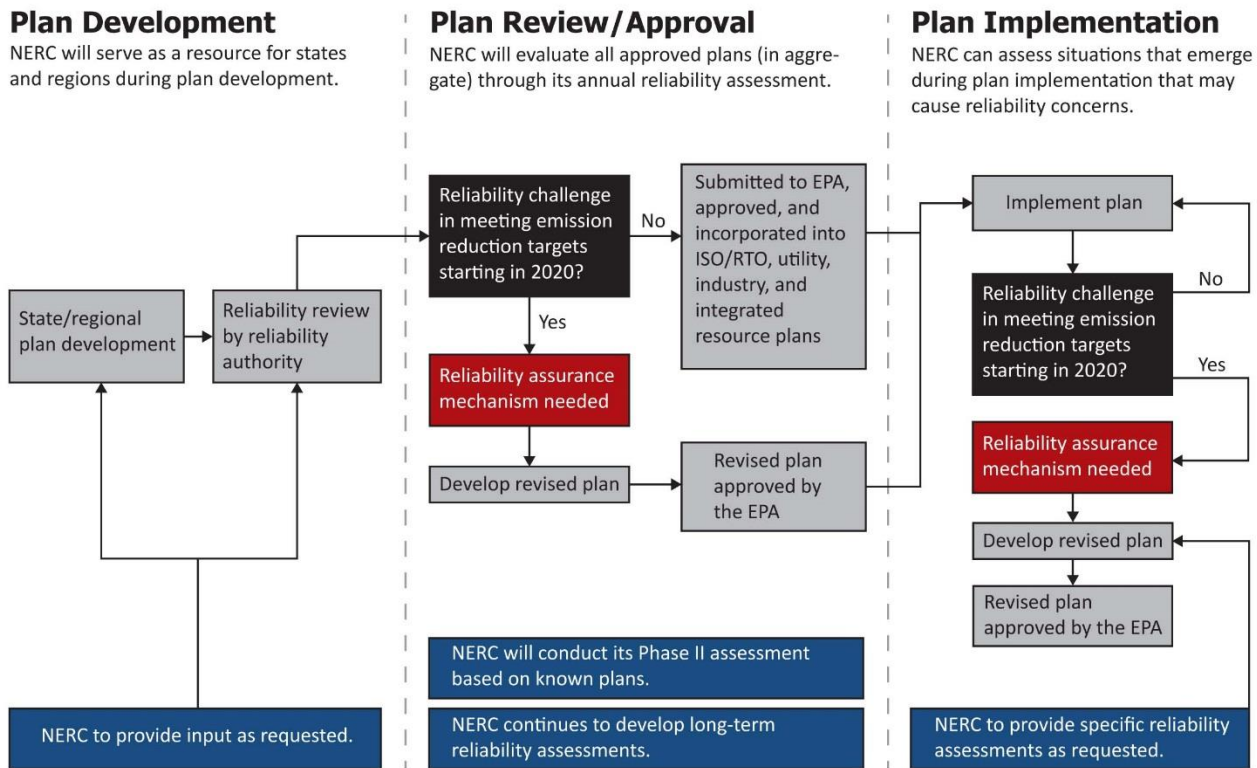 Plan Development
NERC will serve as a resource for states
and regions during plan development.
State/regional
plan development
Reliability review
by reliability
authority
NERC to provide input as requested.
Plan Review/Approval
NERC will evaluate all approved plans (in aggre-
gate) through its annual reliability assessment.
Reliability challenge
in meeting emission
reduction targets
starting in 2020?
No
Submitted to EPA,
approved, and
incorporated into
ISO/RTO, utility,
industry, and
integrated
resource plans
Yes
Reliability assurance
mechanism needed
Develop revised plan
Revised plan
approved by
the EPA
NERC will conduct its Phase II assessment
based on known plans.
NERC continues to develop long-term
reliability assessments.
Plan Implementation
NERC can assess situations that emerge
during plan implementation that may
cause reliability concerns.
Implement plan
Reliability challenge
in meeting emission
reduction targets
starting in 2020?
No
Yes
Reliability assurance
mechanism needed
Develop revised plan
Revised plan
approved by the EPA
NERC to provide specific reliability
assessments as requested.